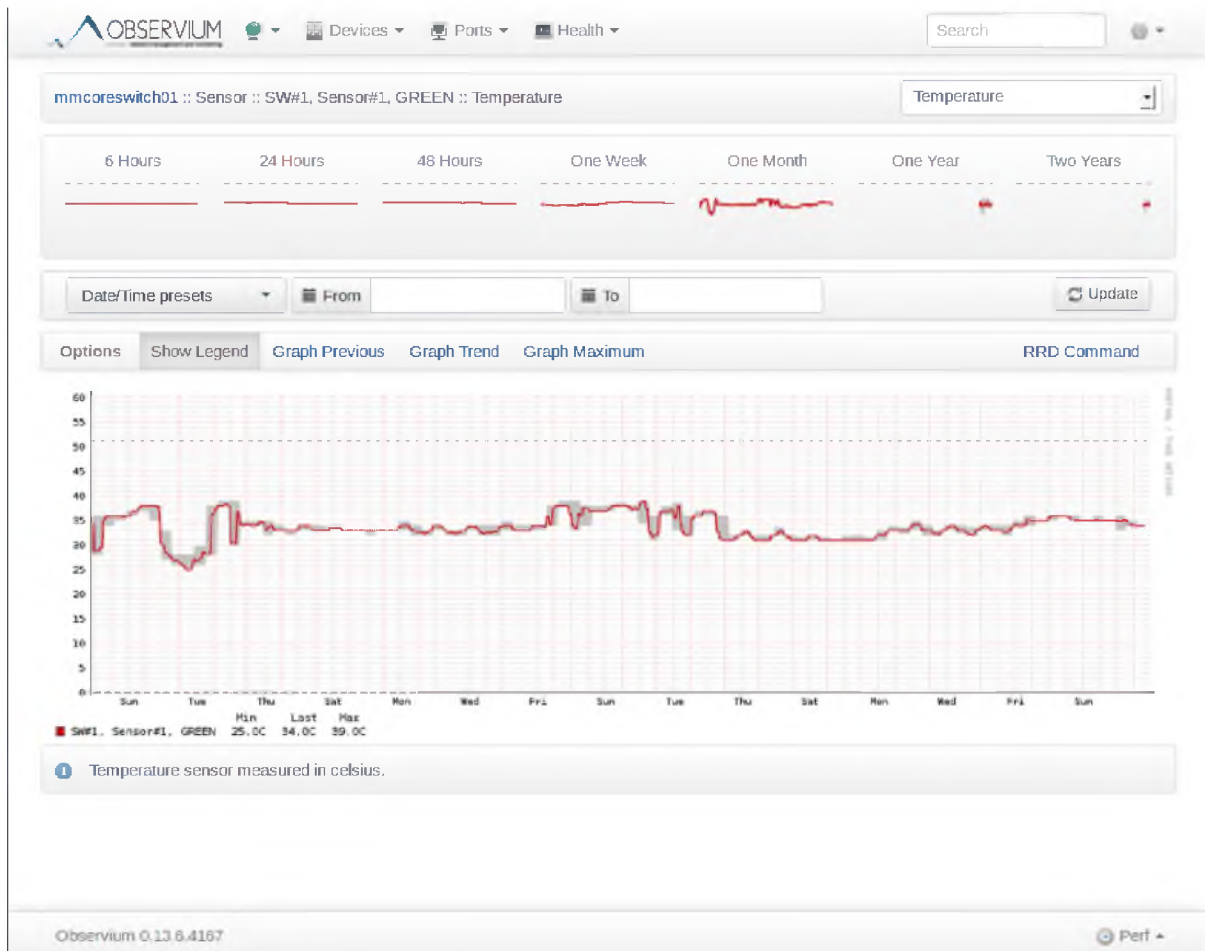 OBSERVIUM Devices Ports Health Search
mmcoreswitch01 :: Sensor :: SW#1, Sensor#1, GREEN :: Temperature Temperature
6 Hours 24 Hours 48 Hours One Week One Month One Year Two Years
Date/Time presets From To Update
Options Show Legend Graph Previous Graph Trend Graph Maximum RRD Command
60
55
50
45
40
35
30
25
20
15
10
5
0
Sun Tue Thu Sat Mon Wed Fri Sun Tue Thu Sat Mon Wed Fri Sun
Min Last Max
SW#1, Sensor#1, GREEN 25.0C 34.0C 39.0C
Temperature sensor measured in celsius.
Observium 0.13.6.4167 Perf